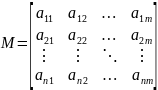 M = [ a₁₁ a₁₂ … a₁ₘ
a₂₁ a₂₂ … a₂ₘ
⋮ ⋮ ⋱ ⋮
aₙ₁ aₙ₂ … aₙₘ ]